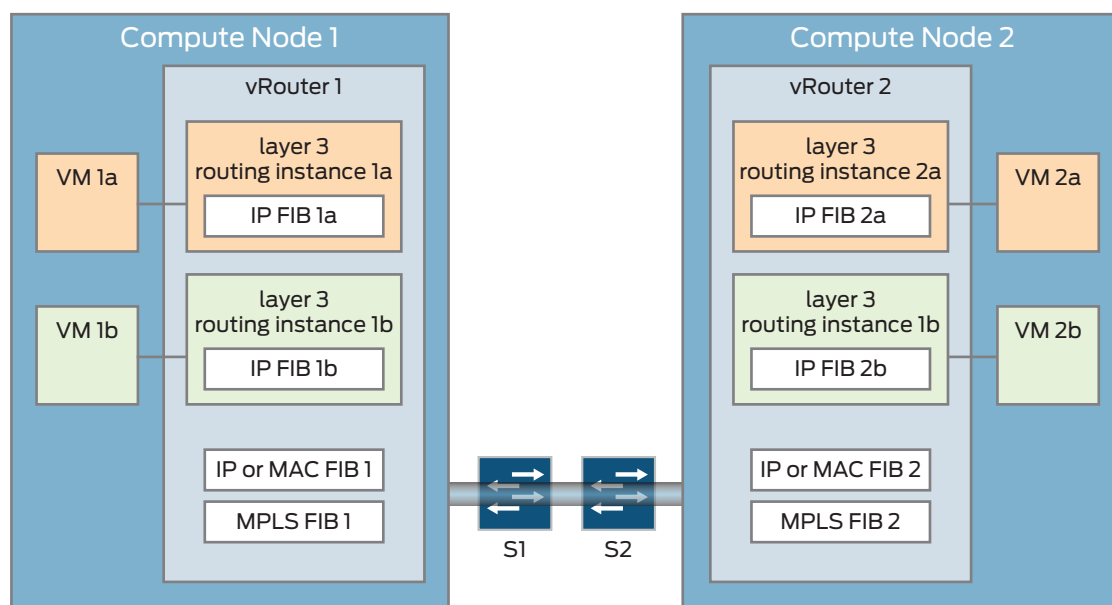 Compute Node 1
vRouter 1
layer 3
routing instance 1a
IP FIB 1a
VM 1a
layer 3
routing instance 1b
IP FIB 1b
VM 1b
IP or MAC FIB 1
MPLS FIB 1
S1
S2
Compute Node 2
vRouter 2
layer 3
routing instance 2a
IP FIB 2a
VM 2a
layer 3
routing instance 1b
IP FIB 2b
VM 2b
IP or MAC FIB 2
MPLS FIB 2